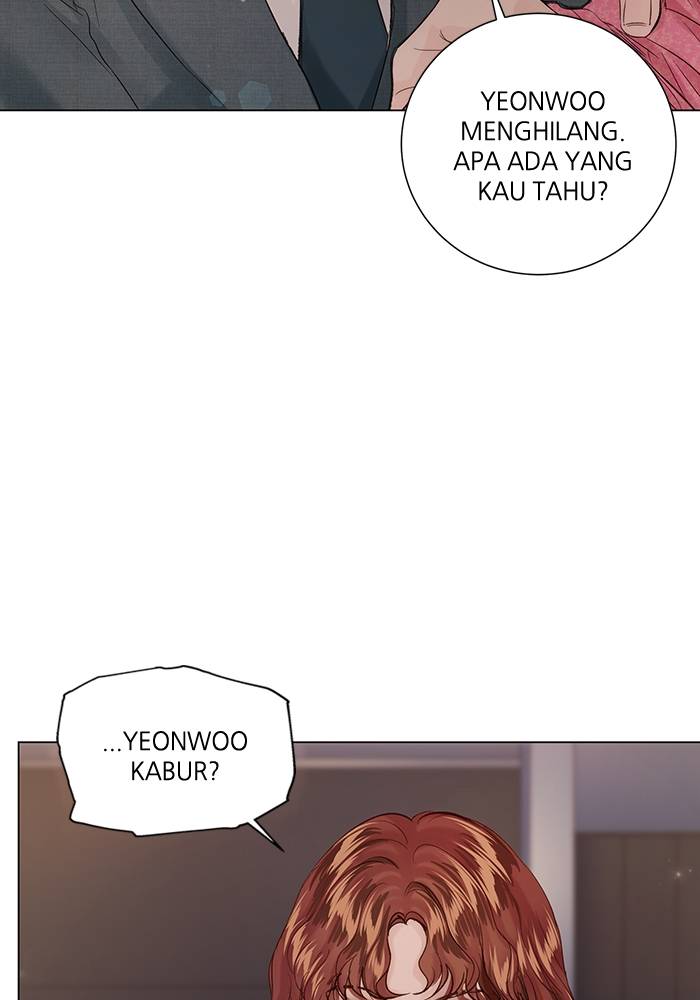 YEONWOO
MENGHILANG.
APA ADA YANG
KAU TAHU?
...YEONWOO
KABUR?